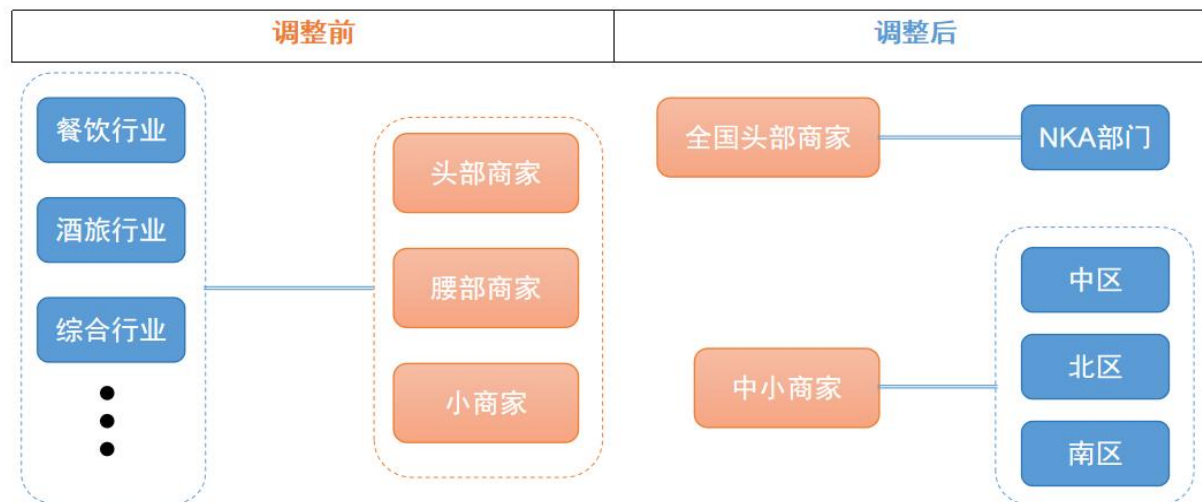 调整前
调整后
餐饮行业
酒旅行业
综合行业
头部商家
腰部商家
小商家
全国头部商家
NKA部门
中小商家
中区
北区
南区